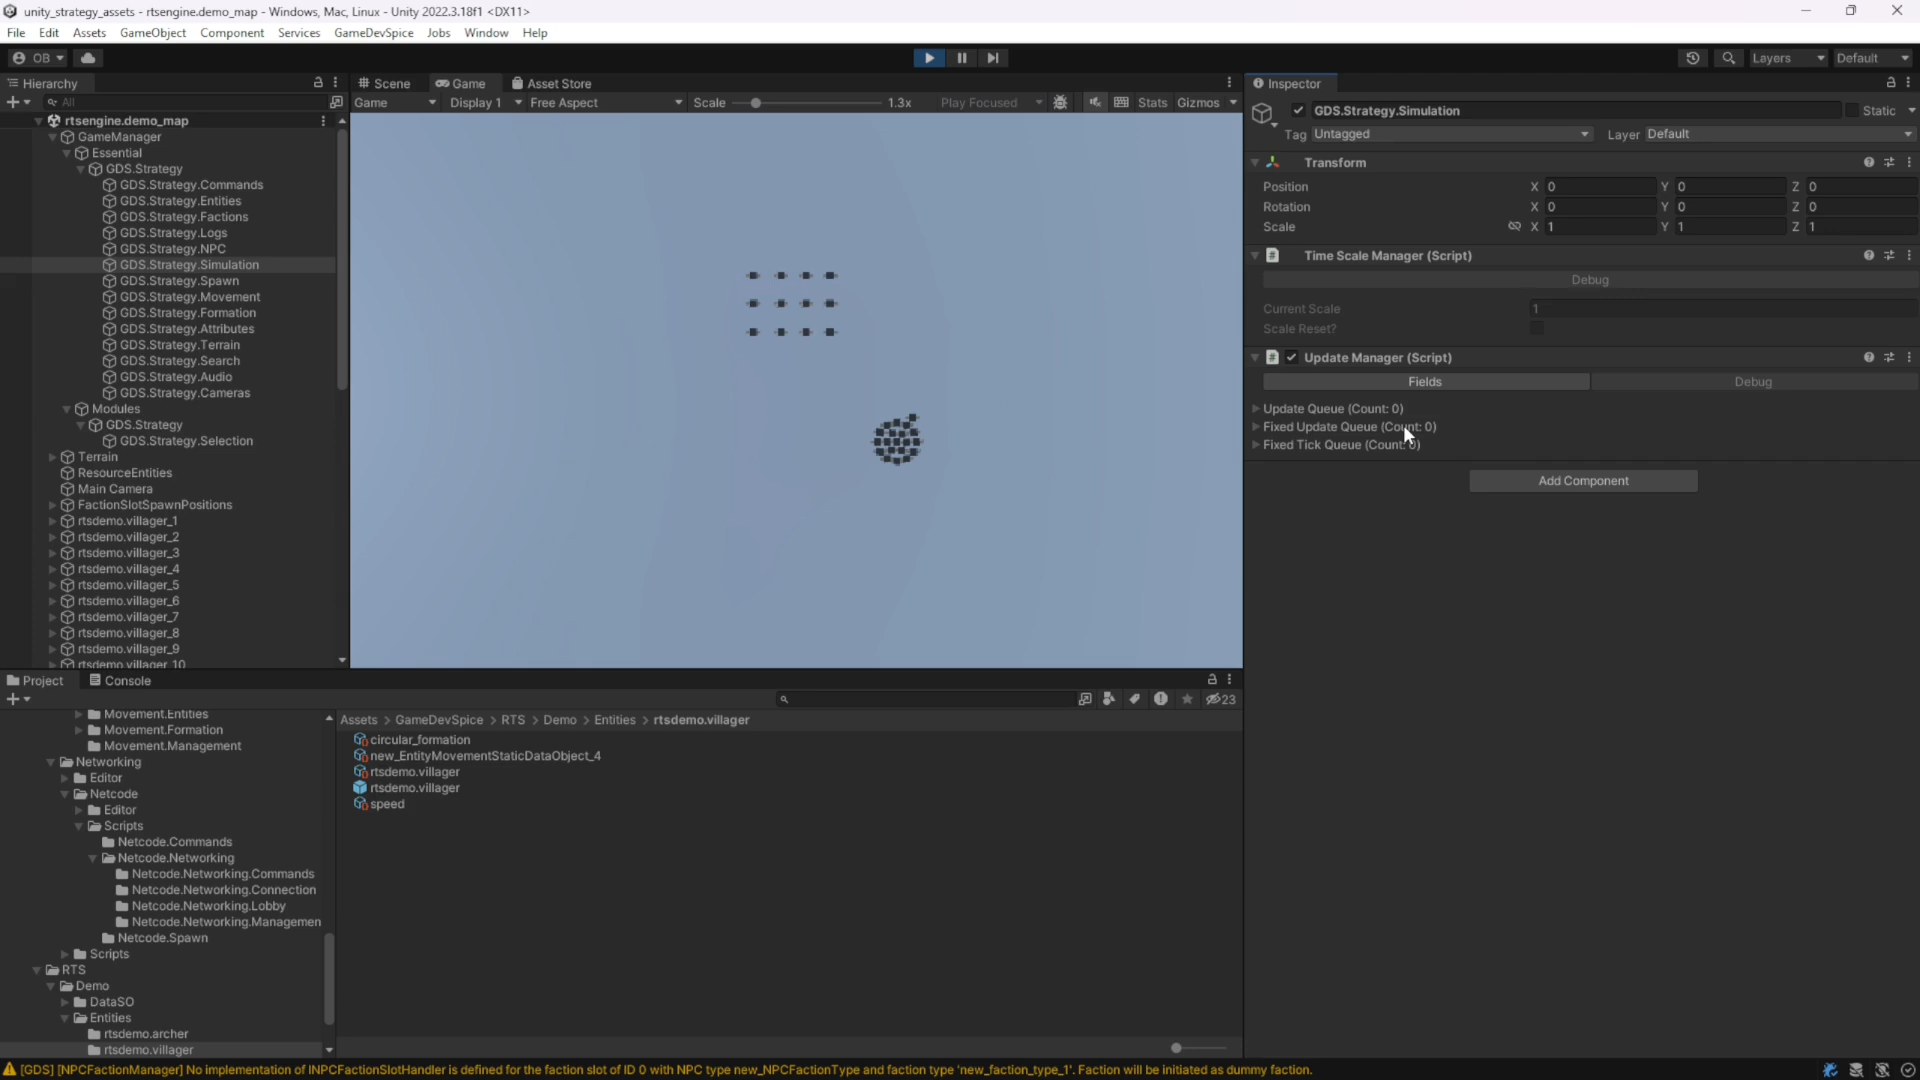 unity_strategy_assets - rtsengine.demo_map - Windows, Mac, Linux - Unity 2022.3.18f1 <DX11>
File Edit Assets GameObject Component Services GameDevSpice Jobs Window Help
OB Layers Default
Hierarchy
All
rtsengine.demo_map
GameManager
Essential
GDS.Strategy
GDS.Strategy.Commands
GDS.Strategy.Entities
GDS.Strategy.Factions
GDS.Strategy.Logs
GDS.Strategy.NPC
GDS.Strategy.Simulation
GDS.Strategy.Spawn
GDS.Strategy.Movement
GDS.Strategy.Formation
GDS.Strategy.Attributes
GDS.Strategy.Terrain
GDS.Strategy.Search
GDS.Strategy.Audio
GDS.Strategy.Cameras
Modules
GDS.Strategy
GDS.Strategy.Selection
Terrain
ResourceEntities
Main Camera
FactionSlotSpawnPositions
rtsdemo.villager_1
rtsdemo.villager_2
rtsdemo.villager_3
rtsdemo.villager_4
rtsdemo.villager_5
rtsdemo.villager_6
rtsdemo.villager_7
rtsdemo.villager_8
rtsdemo.villager_9
rtsdemo.villager_10
Scene Game Asset Store
Game Display 1 Free Aspect Scale 1.3x Play Focused Stats Gizmos
Inspector
GDS.Strategy.Simulation Static
Tag Untagged Layer Default
Transform
Position X 0 Y 0 Z 0
Rotation X 0 Y 0 Z 0
Scale X 1 Y 1 Z 1
Time Scale Manager (Script)
Debug
Current Scale 1
Scale Reset?
Update Manager (Script)
Fields Debug
Update Queue (Count: 0)
Fixed Update Queue (Count: 0)
Fixed Tick Queue (Count: 0)
Add Component
Project Console
23
Movement.Entities
Movement.Formation
Movement.Management
Networking
Editor
Netcode
Editor
Scripts
Netcode.Commands
Netcode.Networking
Netcode.Networking.Commands
Netcode.Networking.Connection
Netcode.Networking.Lobby
Netcode.Networking.Managemen
Netcode.Spawn
Scripts
RTS
Demo
DataSO
Entities
rtsdemo.archer
rtsdemo.villager
Assets > GameDevSpice > RTS > Demo > Entities > rtsdemo.villager
circular_formation
new_EntityMovementStaticDataObject_4
rtsdemo.villager
rtsdemo.villager
speed
[GDS] [NPCFactionManager] No implementation of INPCFactionSlotHandler is defined for the faction slot of ID 0 with NPC type new_NPCFactionType and faction type 'new_faction_type_1'. Faction will be initiated as dummy faction.